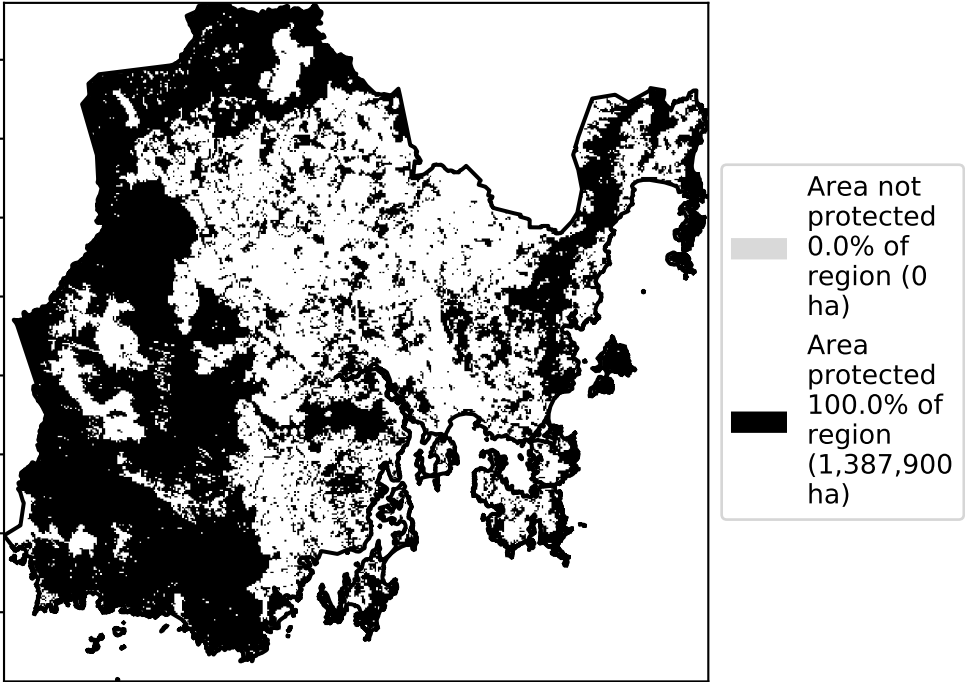 Area not
protected
0.0% of
region (0
ha)
Area
protected
100.0% of
region
(1,387,900
ha)